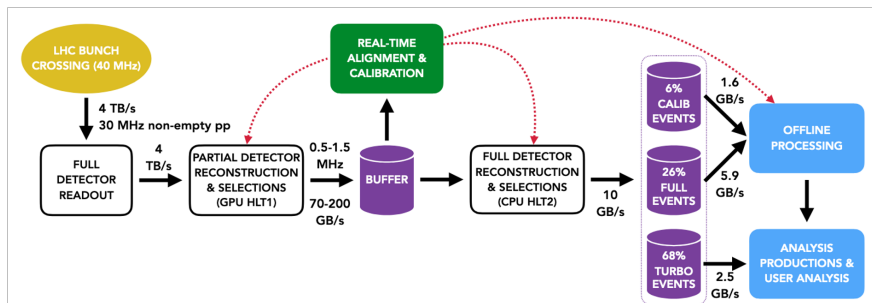 LHC BUNCH
CROSSING (40 MHz)
4 TB/s
30 MHz non-empty pp
FULL
DETECTOR
READOUT
4
TB/s
PARTIAL DETECTOR
RECONSTRUCTION
& SELECTIONS
(GPU HLT1)
0.5-1.5
MHz
70-200
GB/s
REAL-TIME
ALIGNMENT &
CALIBRATION
BUFFER
FULL DETECTOR
RECONSTRUCTION
& SELECTIONS
(CPU HLT2)
10
GB/s
6%
CALIB
EVENTS
26%
FULL
EVENTS
68%
TURBO
EVENTS
1.6
GB/s
5.9
GB/s
2.5
GB/s
OFFLINE
PROCESSING
ANALYSIS
PRODUCTIONS &
USER ANALYSIS